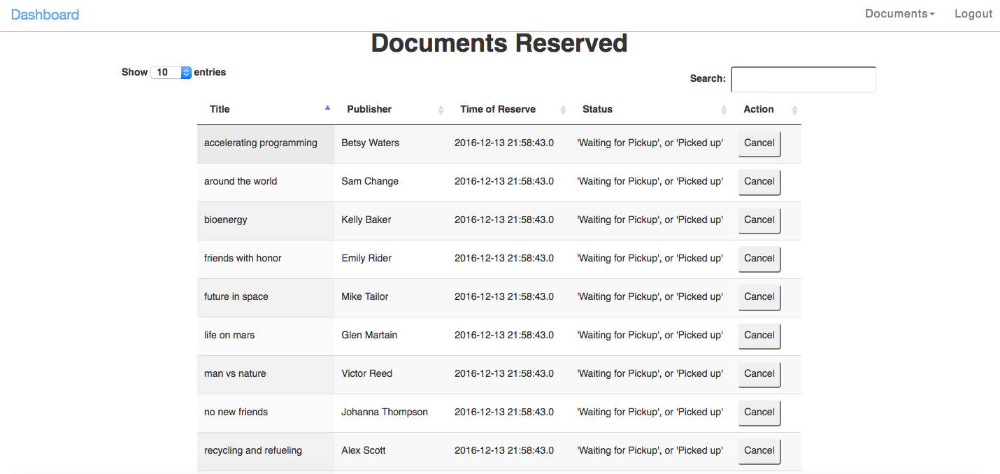 Dashboard Documents Logout
Documents Reserved
Show 10 entries
Search:
Title Publisher Time of Reserve Status Action
accelerating programming Betsy Waters 2016-12-13 21:58:43.0 'Waiting for Pickup', or 'Picked up' Cancel
around the world Sam Change 2016-12-13 21:58:43.0 'Waiting for Pickup', or 'Picked up' Cancel
bioenergy Kelly Baker 2016-12-13 21:58:43.0 'Waiting for Pickup', or 'Picked up' Cancel
friends with honor Emily Rider 2016-12-13 21:58:43.0 'Waiting for Pickup', or 'Picked up' Cancel
future in space Mike Tailor 2016-12-13 21:58:43.0 'Waiting for Pickup', or 'Picked up' Cancel
life on mars Glen Martain 2016-12-13 21:58:43.0 'Waiting for Pickup', or 'Picked up' Cancel
man vs nature Victor Reed 2016-12-13 21:58:43.0 'Waiting for Pickup', or 'Picked up' Cancel
no new friends Johanna Thompson 2016-12-13 21:58:43.0 'Waiting for Pickup', or 'Picked up' Cancel
recycling and refueling Alex Scott 2016-12-13 21:58:43.0 'Waiting for Pickup', or 'Picked up' Cancel